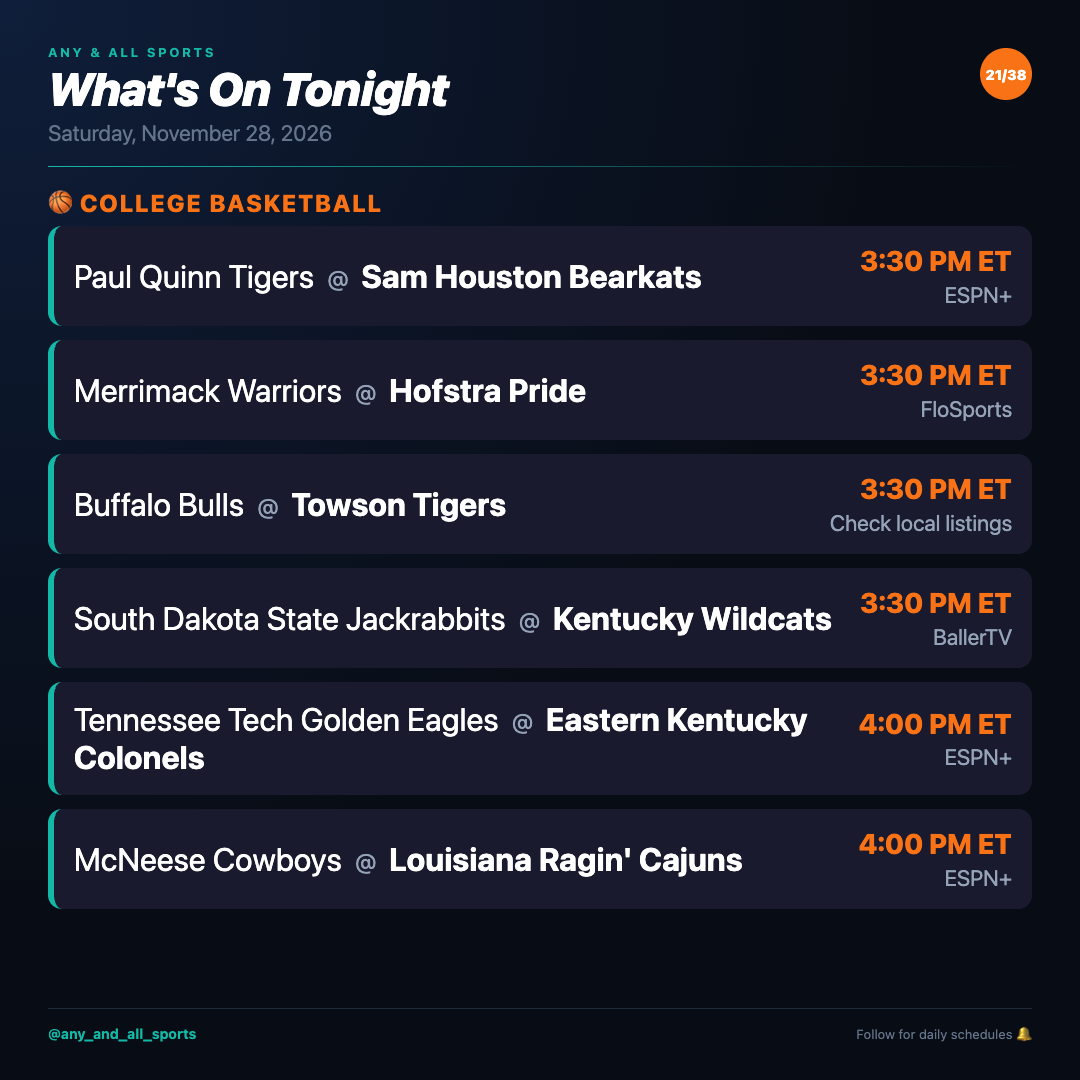 ANY & ALL SPORTS
What's On Tonight
21/38
Saturday, November 28, 2026
🏀 COLLEGE BASKETBALL
Paul Quinn Tigers @ Sam Houston Bearkats
3:30 PM ET
ESPN+
Merrimack Warriors @ Hofstra Pride
3:30 PM ET
FloSports
Buffalo Bulls @ Towson Tigers
3:30 PM ET
Check local listings
South Dakota State Jackrabbits @ Kentucky Wildcats
3:30 PM ET
BallerTV
Tennessee Tech Golden Eagles @ Eastern Kentucky
Colonels
4:00 PM ET
ESPN+
McNeese Cowboys @ Louisiana Ragin' Cajuns
4:00 PM ET
ESPN+
@any_and_all_sports
Follow for daily schedules 🔔